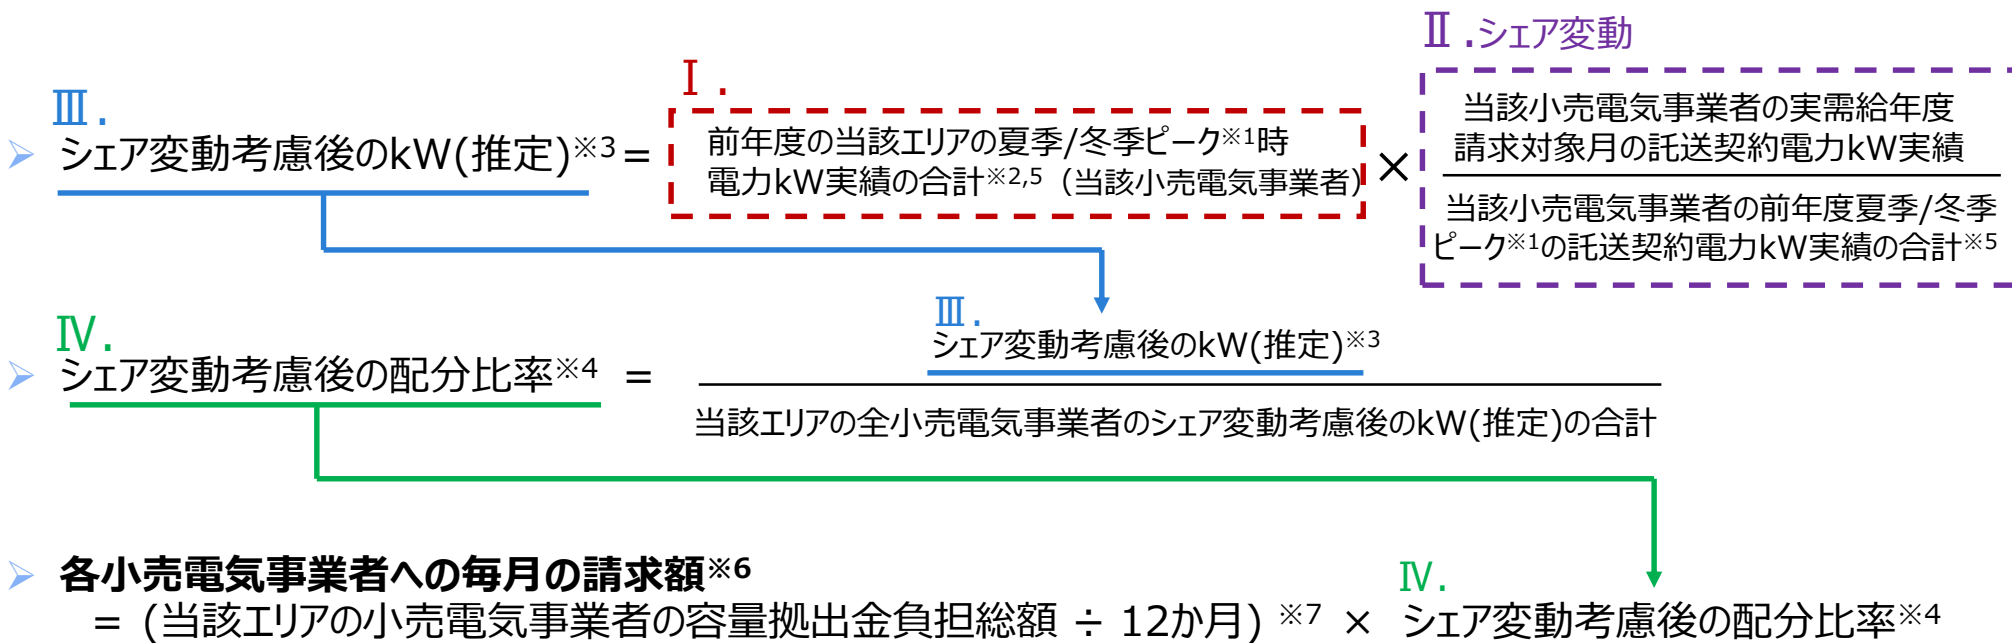 Ⅱ.シェア変動
Ⅰ.
Ⅲ.
➢ シェア変動考慮後のkW(推定)※3=
前年度の当該エリアの夏季/冬季ピーク※1時
電力kW実績の合計※2,5（当該小売電気事業者）
×
当該小売電気事業者の実需給年度
請求対象月の託送契約電力kW実績
当該小売電気事業者の前年度夏季/冬季
ピーク※1の託送契約電力kW実績の合計※5
Ⅳ.
➢ シェア変動考慮後の配分比率※4 =
Ⅲ.
シェア変動考慮後のkW(推定)※3
当該エリアの全小売電気事業者のシェア変動考慮後のkW(推定)の合計
➢ 各小売電気事業者への毎月の請求額※6
Ⅳ.
= (当該エリアの小売電気事業者の容量拠出金負担総額 ÷ 12か月) ※7 × シェア変動考慮後の配分比率※4